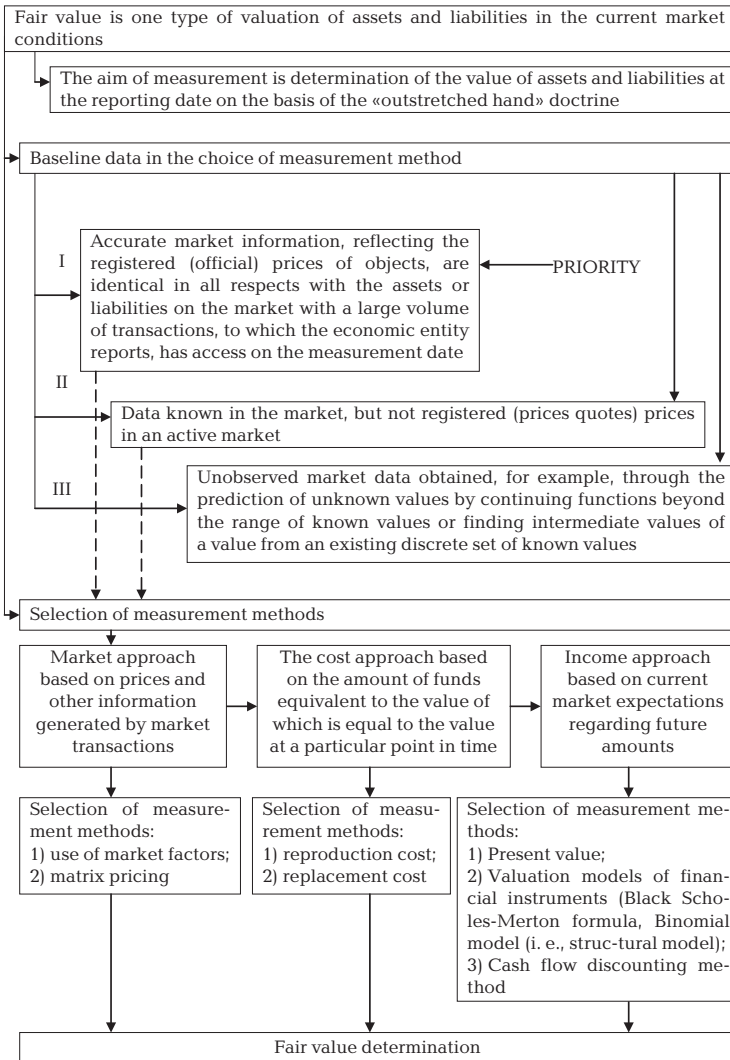 Fair value is one type of valuation of assets and liabilities in the current market
conditions
The aim of measurement is determination of the value of assets and liabilities at
the reporting date on the basis of the «outstretched hand» doctrine
Baseline data in the choice of measurement method
I
Accurate market information, reflecting the
registered (official) prices of objects, are
identical in all respects with the assets or
liabilities on the market with a large volume
of transactions, to which the economic entity
reports, has access on the measurement date
PRIORITY
II
Data known in the market, but not registered (prices quotes) prices
in an active market
III
Unobserved market data obtained, for example, through the
prediction of unknown values by continuing functions beyond
the range of known values or finding intermediate values of
a value from an existing discrete set of known values
Selection of measurement methods
Market approach
based on prices and
other information
generated by market
transactions
The cost approach based
on the amount of funds
equivalent to the value of
which is equal to the value
at a particular point in time
Income approach
based on current
market expectations
regarding future
amounts
Selection of measure-
ment methods:
1) use of market factors;
2) matrix pricing
Selection of measu-
rement methods:
1) reproduction cost;
2) replacement cost
Selection of measurement me-
thods:
1) Present value;
2) Valuation models of finan-
cial instruments (Black Scho-
les-Merton formula, Binomial
model (i. e., struc-tural model);
3) Cash flow discounting me-
thod
Fair value determination